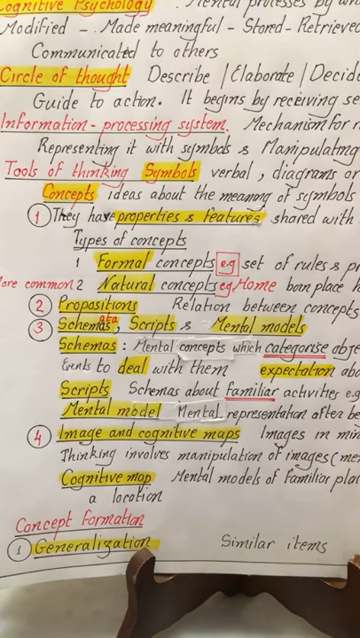 Cognitive Psychology . Mental processes by
Modified - . Made meaningful - Stored - Retrieved
Communicated to others
Circle of thought Describe | Elaborate | Decid
Guide to action . It begins by receiving se
Information - processing system . Mechanism for
Representing it with symbols & Manipulating
Tools of thinking Symbols verbal , diagrams or
Concepts ideas about the meaning of symbols
1 They have properties & features , shared with
Types of concepts
1 Formal concepts e.g set of rules & p
More common 2 Natural concepts e.g Home place
2 Propositions Relation between concepts
3 Schemas , Scripts & Mental models
Schemas : Mental concepts which categorise obje
Events to deal with them expectation abo
Scripts Schemas about familiar activities e.g
Mental model Mental representation often be
4 Image and cognitive maps Images in min
Thinking involves manipulation of images ( me
Cognitive map Mental models of familiar pla
a location
Concept formation
1 Generalization Similar items